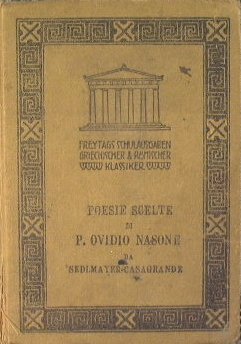 FREYTAGS SCHULAUSGABEN
GRIECHISCHER & RÖMISCHER
KLASSIKER
POESIE SCELTE
DI
P. OVIDIO NASONE
DA
SEDLMAYER-CASAGRANDE